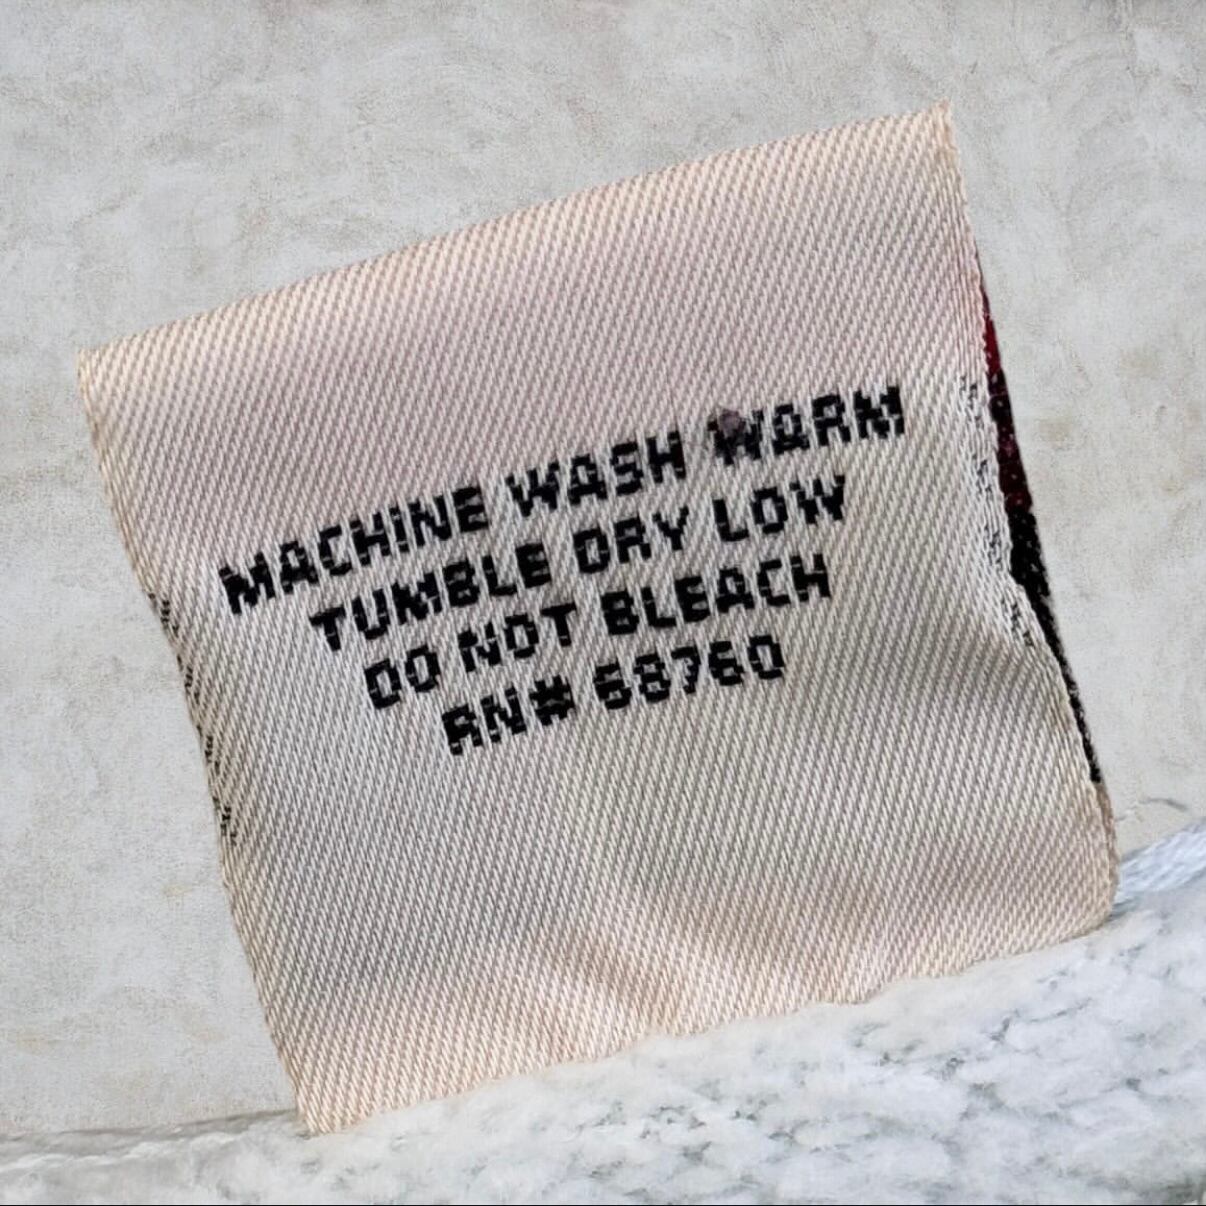 MACHINE WASH WARM
TUMBLE DRY LOW
DO NOT BLEACH
RN# 68760